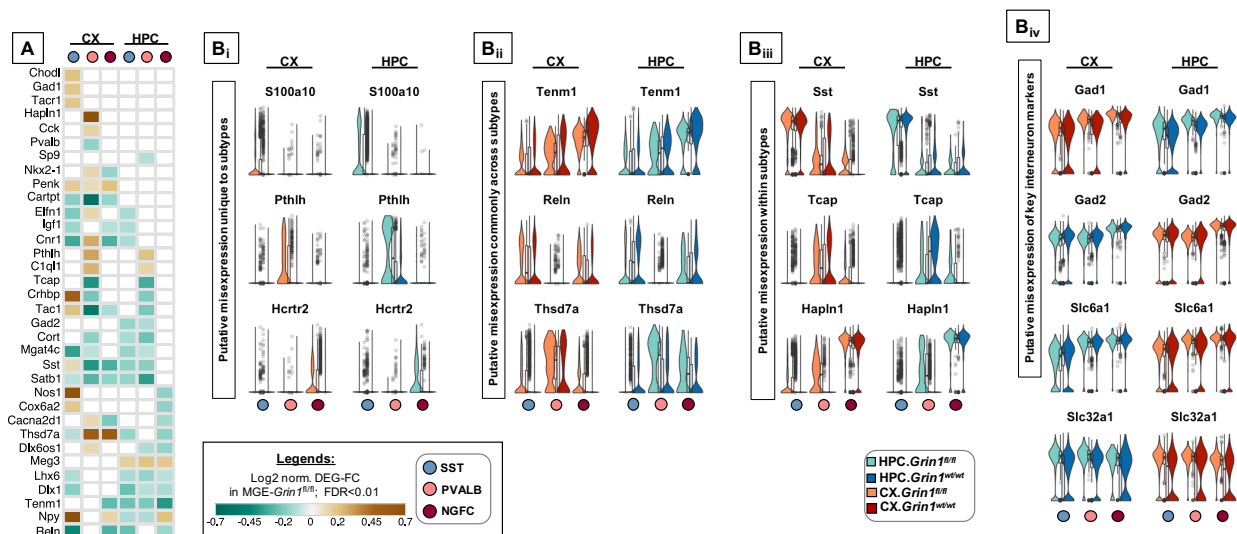 A
CX HPC
Chodl
Gad1
Tacr1
Hapln1
Cck
Pvalb
Sp9
Nkx2-1
Penk
Cartpt
Elfn1
Igf1
Cnr1
Pthlh
C1ql1
Tcap
Crhbp
Tac1
Gad2
Cort
Mgat4c
Sst
Satb1
Nos1
Cox6a2
Cacna2d1
Thsd7a
Dlx6os1
Meg3
Lhx6
Dlx1
Tenm1
Npy
Reln
Bi
Putative misexpression unique to subtypes
CX HPC
S100a10 S100a10
Pthlh Pthlh
Hcrtr2 Hcrtr2
Bii
Putative misexpression commonly across subtypes
CX HPC
Tenm1 Tenm1
Reln Reln
Thsd7a Thsd7a
Biii
Putative misexpression within subtypes
CX HPC
Sst Sst
Tcap Tcap
Hapln1 Hapln1
Biv
Putative misexpression of key interneuron markers
CX HPC
Gad1 Gad1
Gad2 Gad2
Slc6a1 Slc6a1
Slc32a1 Slc32a1
Legends:
Log2 norm. DEG-FC
in MGE-Grin1fl/fl; FDR<0.01
-0.7 -0.45 -0.2 0 0.2 0.45 0.7
SST
PVALB
NGFC
HPC.Grin1fl/fl
HPC.Grin1wt/wt
CX.Grin1fl/fl
CX.Grin1wt/wt